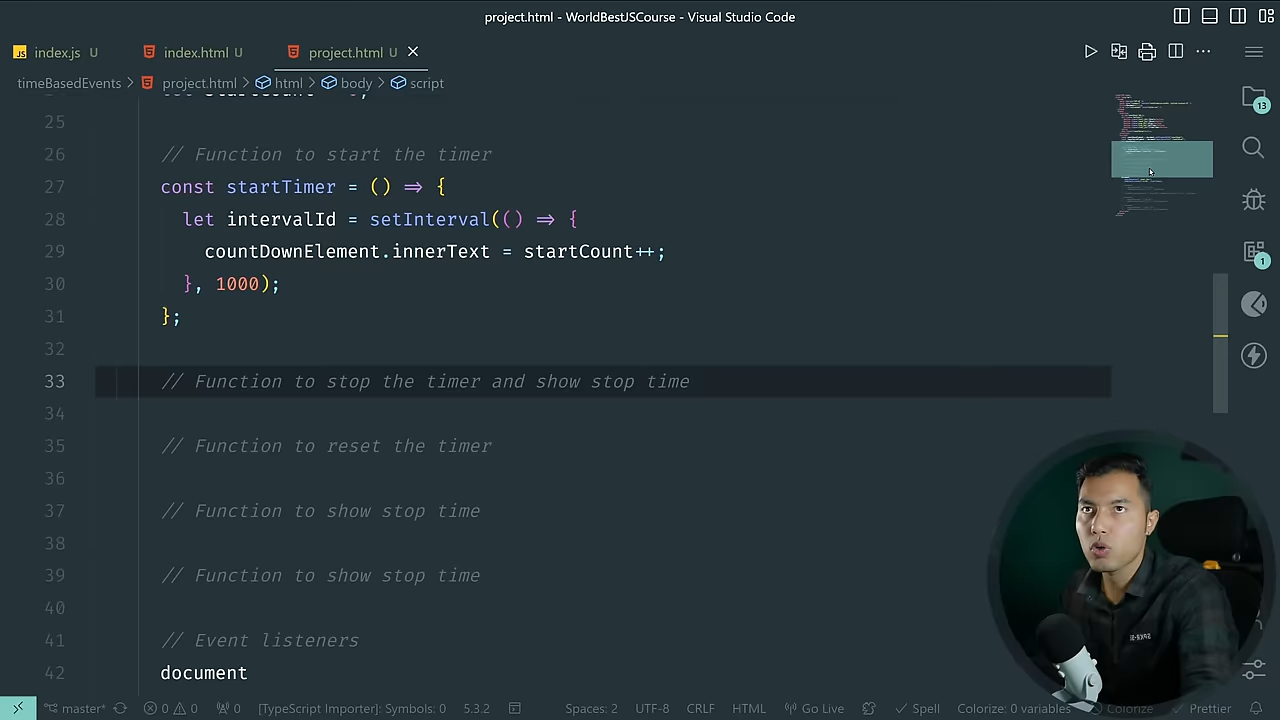 project.html - WorldBestJSCourse - Visual Studio Code
JS index.js U
index.html U
project.html U
timeBasedEvents > project.html > html > body > script
25
26 // Function to start the timer
27 const startTimer = () => {
28 let intervalId = setInterval(() => {
29 countDownElement.innerText = startCount++;
30 }, 1000);
31 };
32
33 // Function to stop the timer and show stop time
34
35 // Function to reset the timer
36
37 // Function to show stop time
38
39 // Function to show stop time
40
41 // Event listeners
42 document
13
1
master* 0 0 0 [TypeScript Importer]: Symbols: 0 5.3.2 Spaces: 2 UTF-8 CRLF HTML Go Live Spell Colorize: 0 variables Colorize Prettier